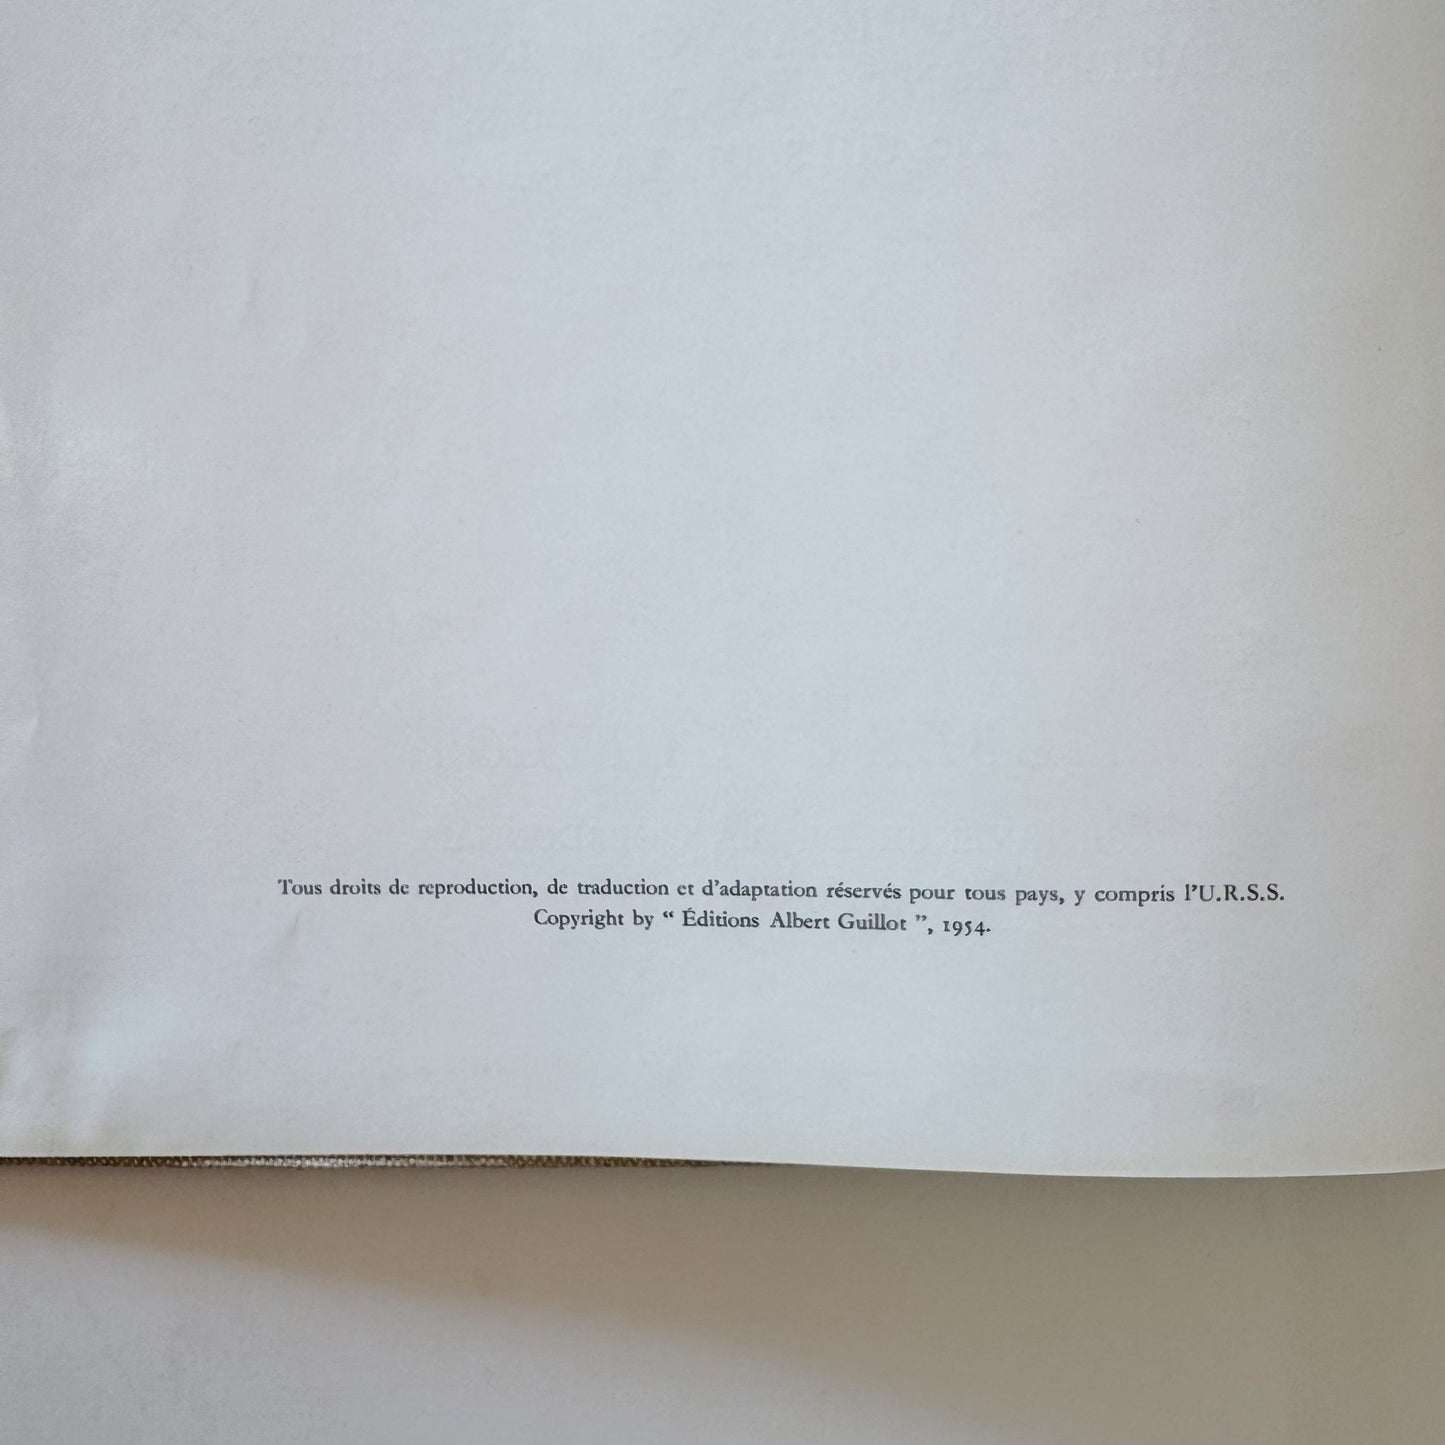 Tous droits de reproduction, de traduction et d'adaptation réservés pour tous pays, y compris l'U.R.S.S.
Copyright by “ Éditions Albert Guillot ”, 1954.